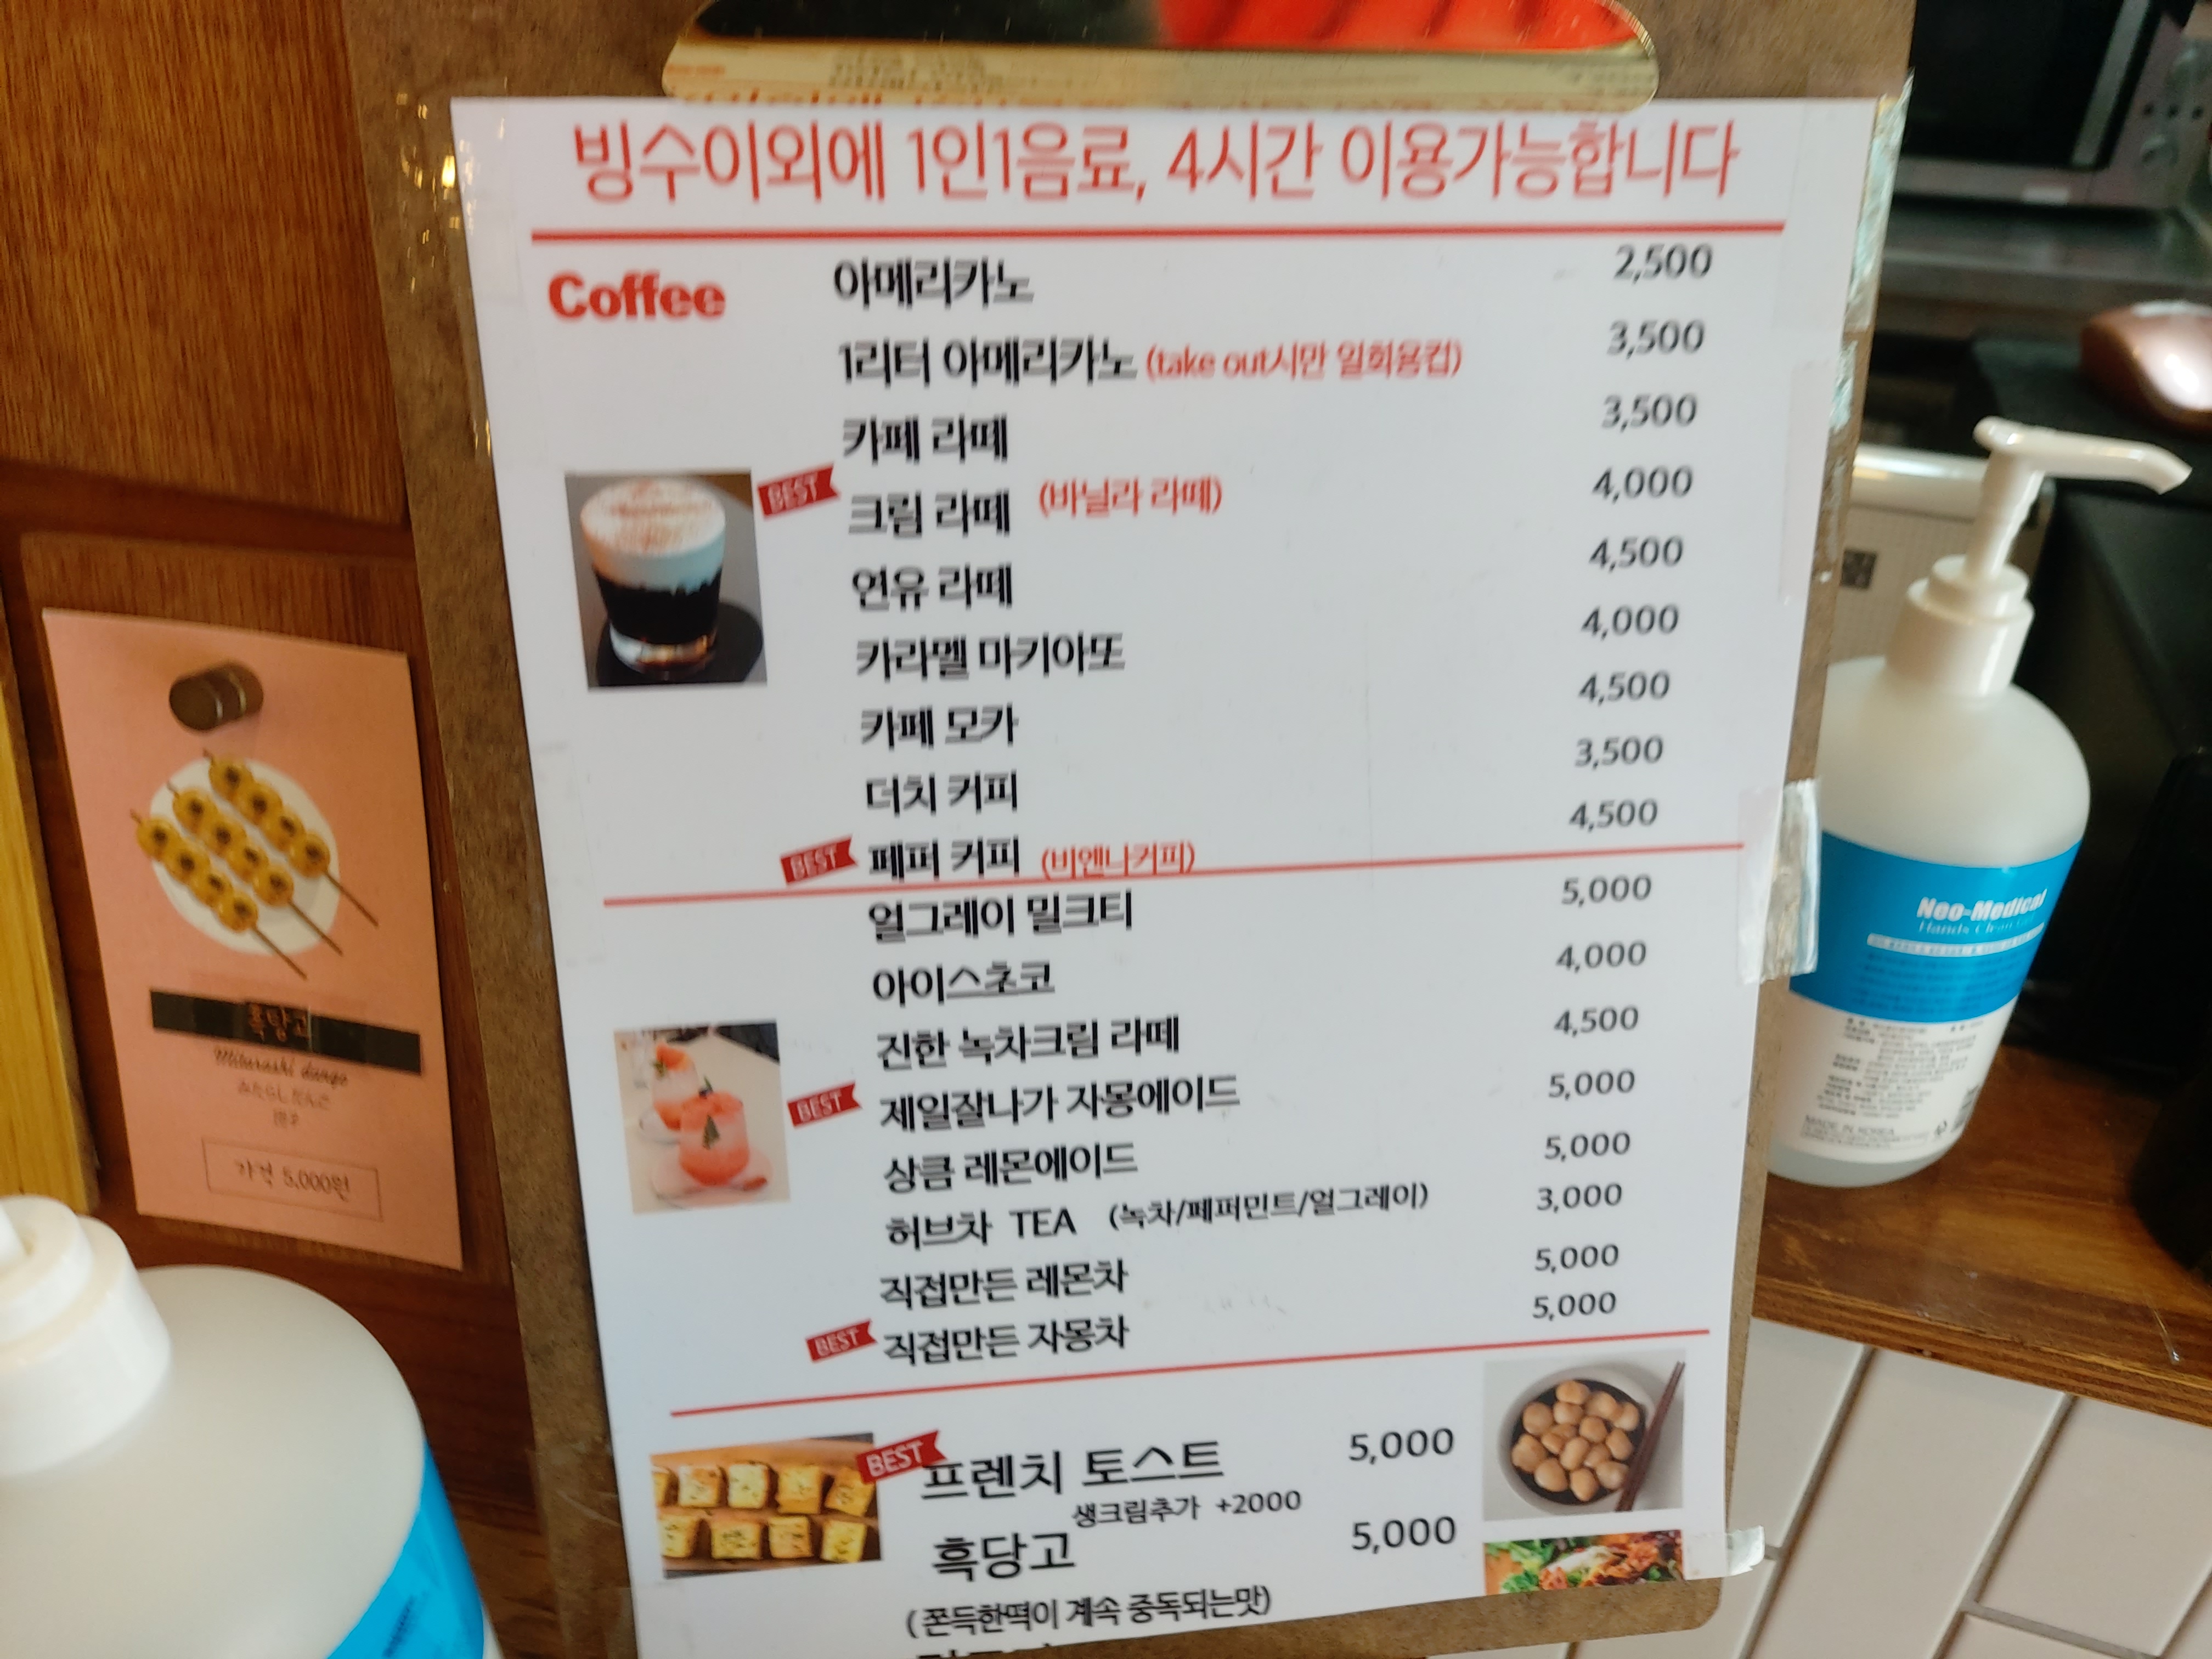 빙수이외에 1인1음료, 4시간 이용가능합니다
Coffee
아메리카노 2,500
1리터 아메리카노 (take out시만 일회용컵) 3,500
카페 라떼 3,500
BEST 크림 라떼 (바닐라 라떼) 4,000
연유 라떼 4,500
카라멜 마키아또 4,000
카페 모카 4,500
더치 커피 3,500
BEST 페퍼 커피 (비엔나커피) 4,500
얼그레이 밀크티 5,000
아이스초코 4,000
진한 녹차크림 라떼 4,500
BEST 제일잘나가 자몽에이드 5,000
상큼 레몬에이드 5,000
허브차 TEA (녹차/페퍼민트/얼그레이) 3,000
직접만든 레몬차 5,000
BEST 직접만든 자몽차 5,000
BEST 프렌치 토스트 5,000
생크림추가 +2000
흑당고 5,000
(쫀득한떡이 계속 중독되는맛)
흑당고
Mitarashi dango
가격 5,000원
Neo-Medical
Hands Clean
MADE IN KOREA